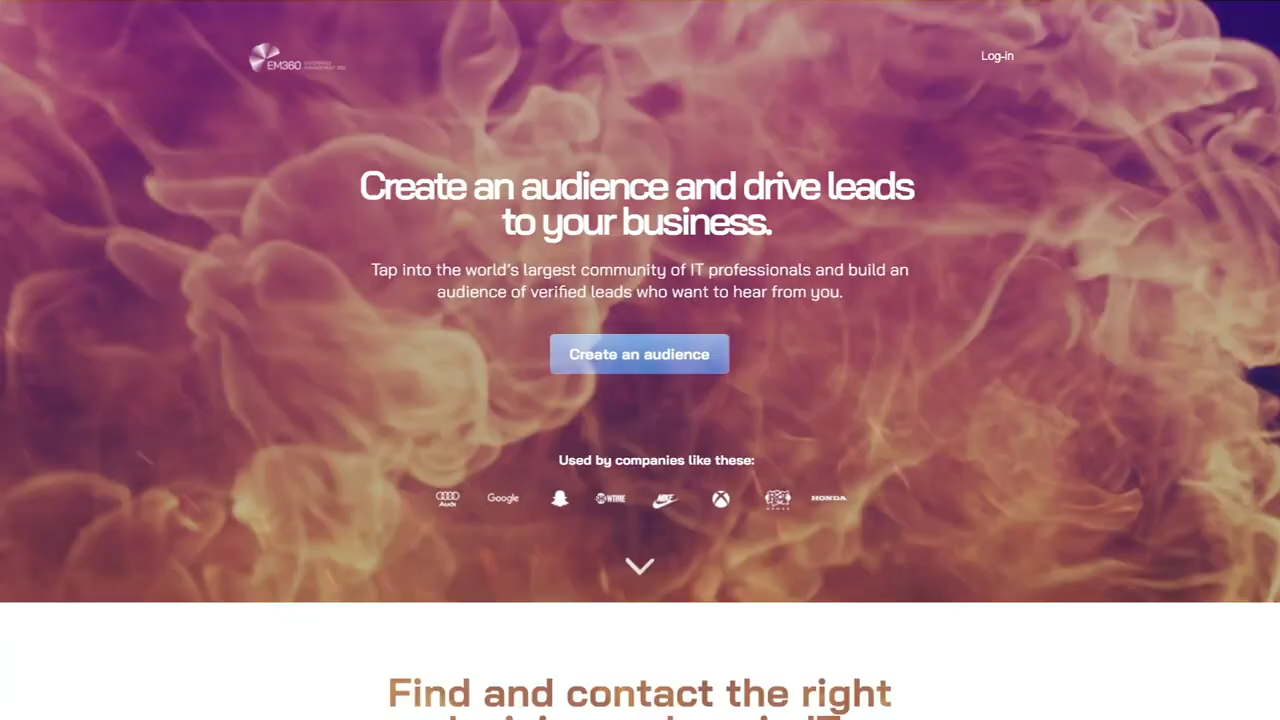 EM360
Log-in
Create an audience and drive leads
to your business.
Tap into the world's largest community of IT professionals and build an
audience of verified leads who want to hear from you.
Create an audience
Used by companies like these:
Audi Google SHOWTIME NIKE HONDA
Find and contact the right